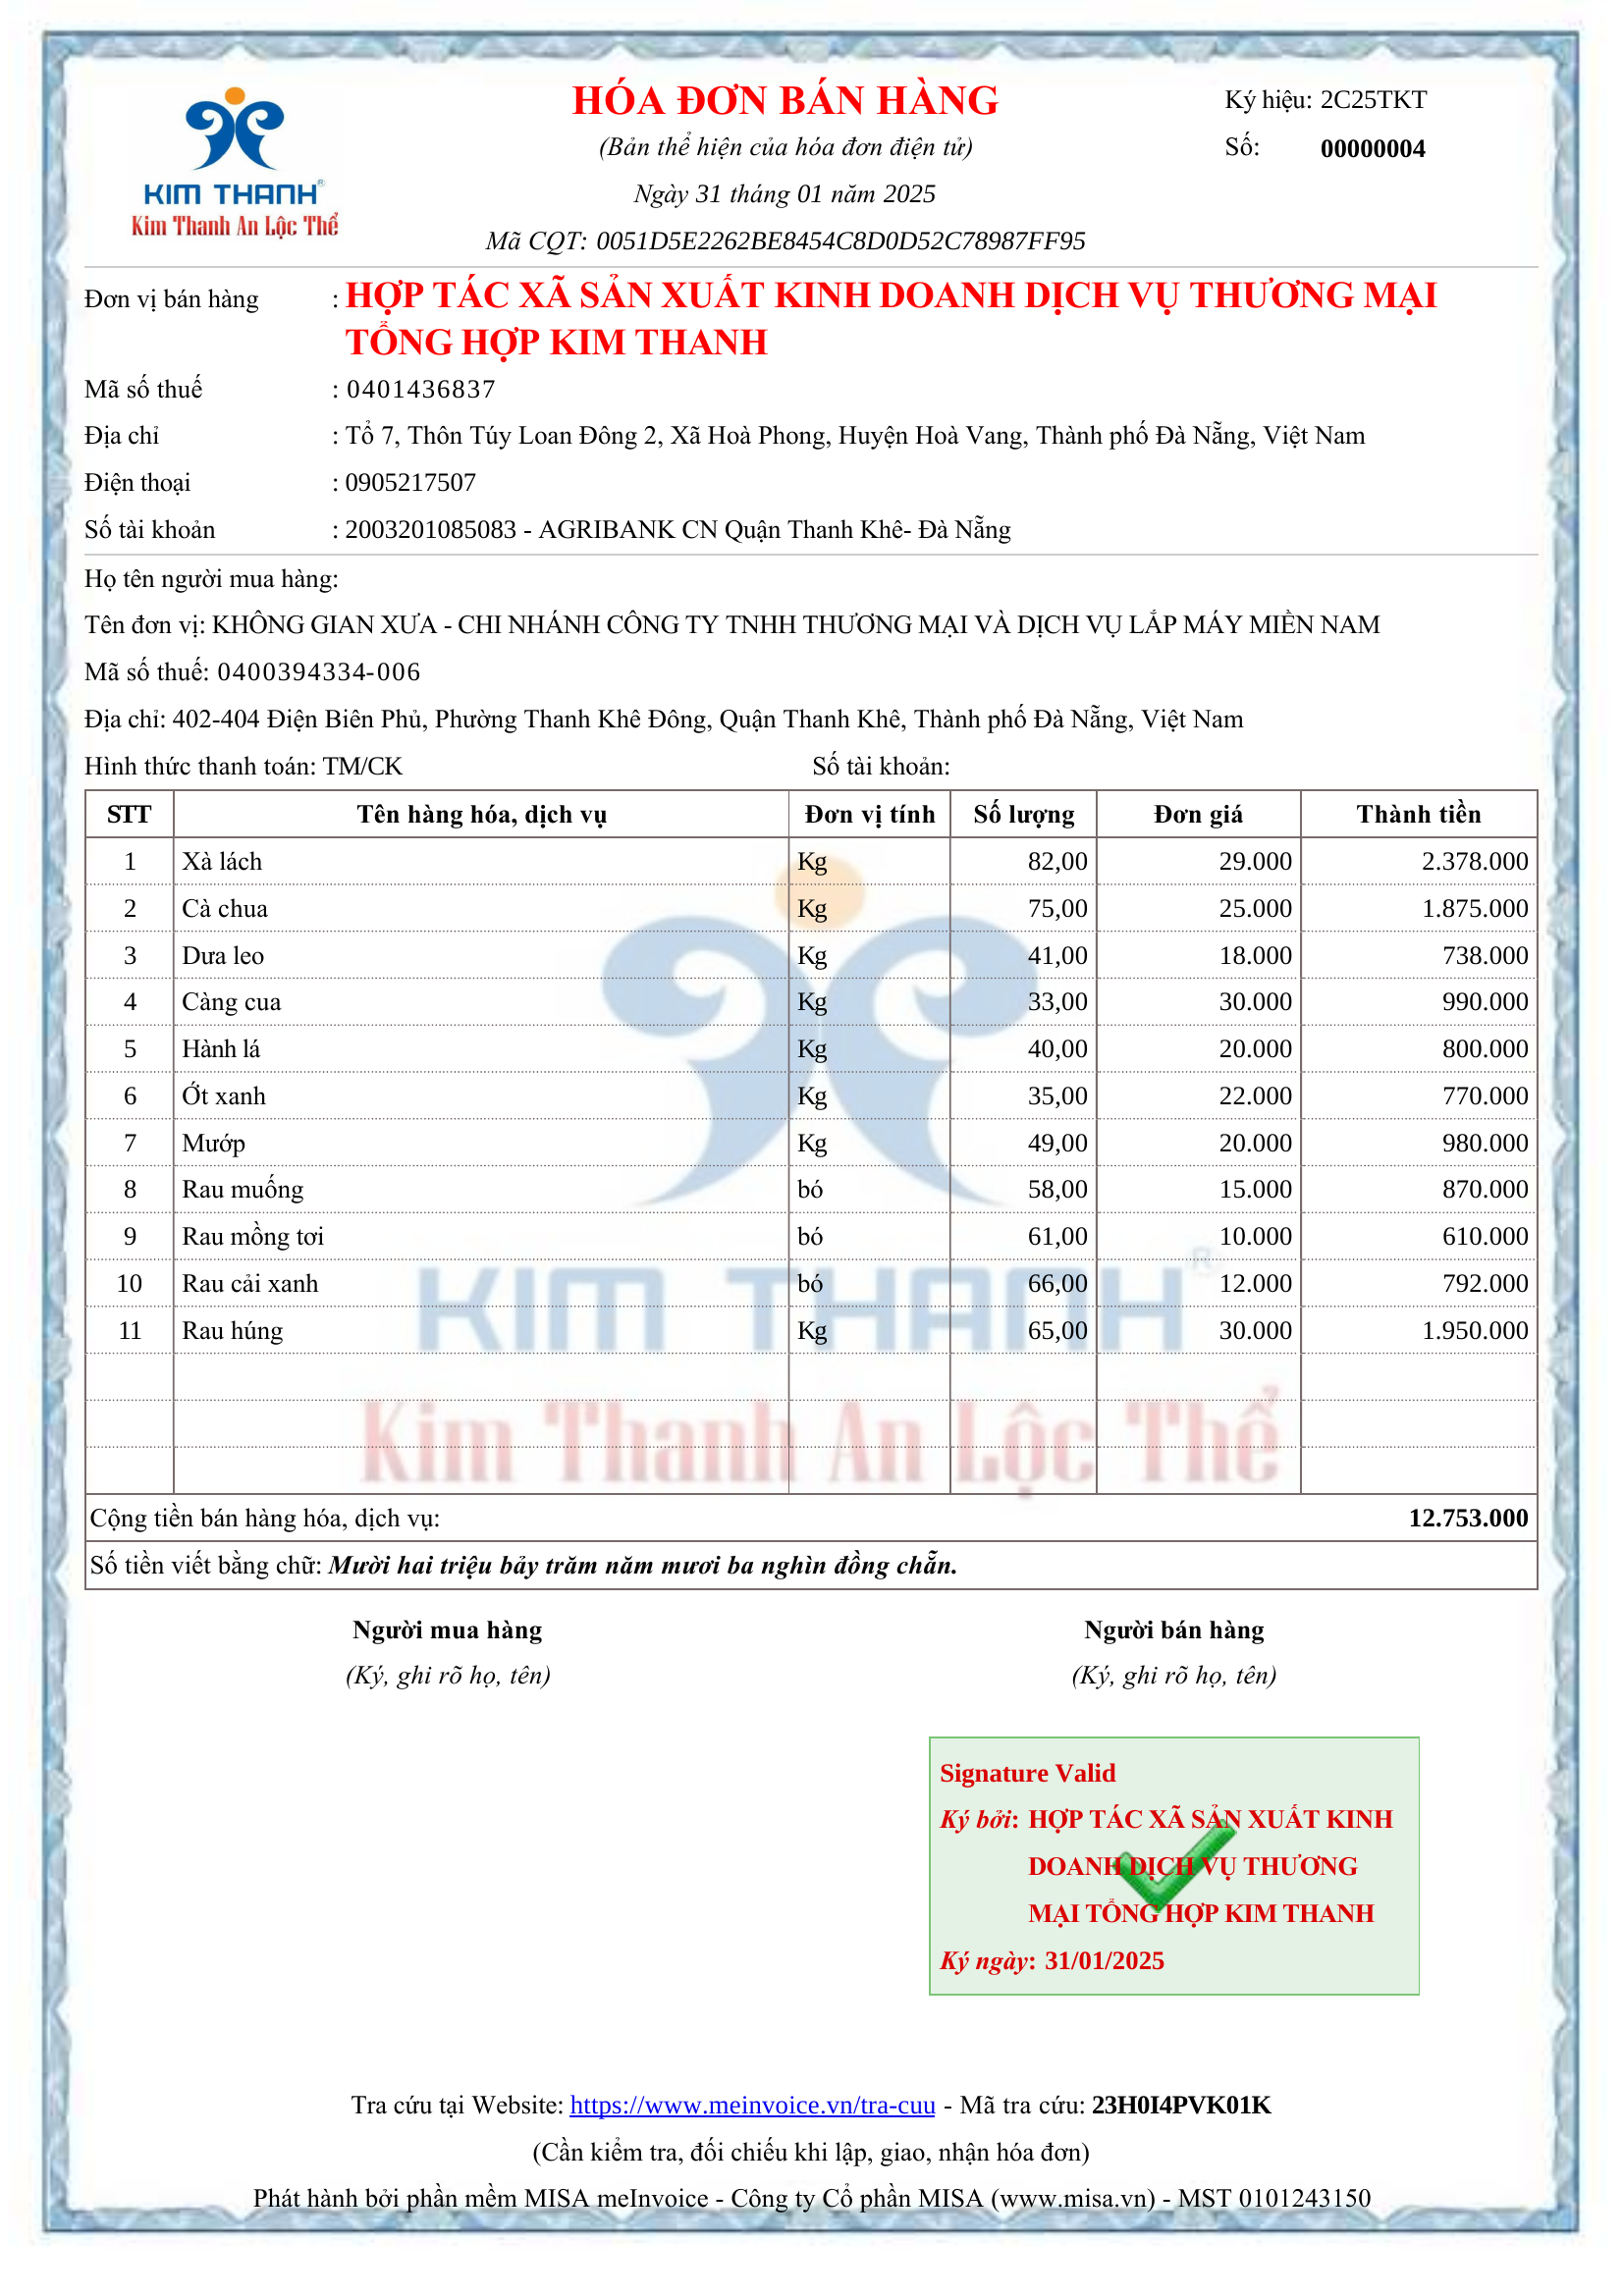 KIM THANH®
Kim Thanh An Lộc Thể
HÓA ĐƠN BÁN HÀNG
(Bản thể hiện của hóa đơn điện tử)
Ngày 31 tháng 01 năm 2025
Mã CQT: 0051D5E2262BE8454C8D0D52C78987FF95
Ký hiệu: 2C25TKT
Số: 00000004
Đơn vị bán hàng : HỢP TÁC XÃ SẢN XUẤT KINH DOANH DỊCH VỤ THƯƠNG MẠI
TỔNG HỢP KIM THANH
Mã số thuế : 0401436837
Địa chỉ : Tổ 7, Thôn Túy Loan Đông 2, Xã Hoà Phong, Huyện Hoà Vang, Thành phố Đà Nẵng, Việt Nam
Điện thoại : 0905217507
Số tài khoản : 2003201085083 - AGRIBANK CN Quận Thanh Khê- Đà Nẵng
Họ tên người mua hàng:
Tên đơn vị: KHÔNG GIAN XƯA - CHI NHÁNH CÔNG TY TNHH THƯƠNG MẠI VÀ DỊCH VỤ LẮP MÁY MIỀN NAM
Mã số thuế: 0400394334-006
Địa chỉ: 402-404 Điện Biên Phủ, Phường Thanh Khê Đông, Quận Thanh Khê, Thành phố Đà Nẵng, Việt Nam
Hình thức thanh toán: TM/CK Số tài khoản:
STT Tên hàng hóa, dịch vụ Đơn vị tính Số lượng Đơn giá Thành tiền
1 Xà lách Kg 82,00 29.000 2.378.000
2 Cà chua Kg 75,00 25.000 1.875.000
3 Dưa leo Kg 41,00 18.000 738.000
4 Càng cua Kg 33,00 30.000 990.000
5 Hành lá Kg 40,00 20.000 800.000
6 Ớt xanh Kg 35,00 22.000 770.000
7 Mướp Kg 49,00 20.000 980.000
8 Rau muống bó 58,00 15.000 870.000
9 Rau mồng tơi bó 61,00 10.000 610.000
10 Rau cải xanh bó 66,00 12.000 792.000
11 Rau húng Kg 65,00 30.000 1.950.000
KIM THANH®
Kim Thanh An Lộc Thể
Cộng tiền bán hàng hóa, dịch vụ: 12.753.000
Số tiền viết bằng chữ: Mười hai triệu bảy trăm năm mươi ba nghìn đồng chẵn.
Người mua hàng Người bán hàng
(Ký, ghi rõ họ, tên) (Ký, ghi rõ họ, tên)
Signature Valid
Ký bởi: HỢP TÁC XÃ SẢN XUẤT KINH
DOANH DỊCH VỤ THƯƠNG
MẠI TỔNG HỢP KIM THANH
Ký ngày: 31/01/2025
Tra cứu tại Website: https://www.meinvoice.vn/tra-cuu - Mã tra cứu: 23H0I4PVK01K
(Cần kiểm tra, đối chiếu khi lập, giao, nhận hóa đơn)
Phát hành bởi phần mềm MISA meInvoice - Công ty Cổ phần MISA (www.misa.vn) - MST 0101243150